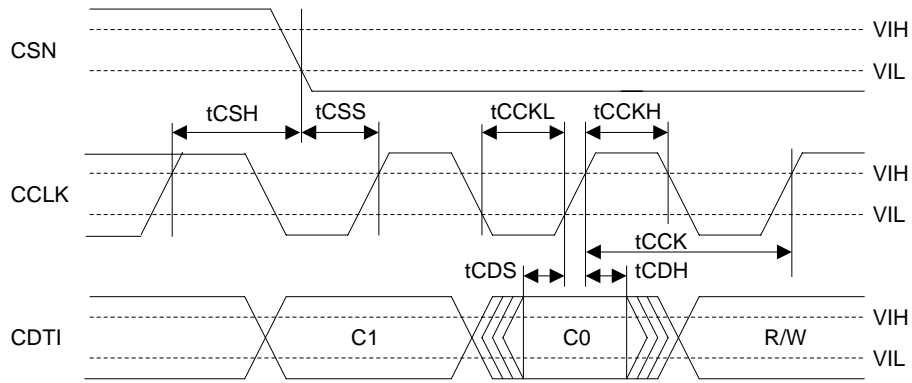 CSN
VIH
VIL
tCSH
tCSS
tCCKL
tCCKH
CCLK
VIH
VIL
tCCK
tCDS
tCDH
CDTI
C1
C0
R/W
VIH
VIL